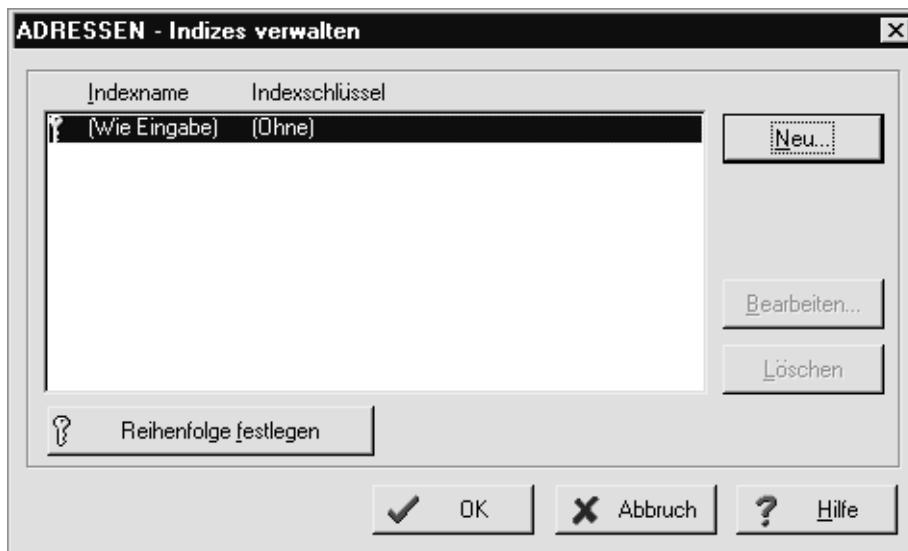 ADRESSEN - Indizes verwalten
Indexname Indexschlüssel
(Wie Eingabe) (Ohne)
Neu...
Bearbeiten...
Löschen
Reihenfolge festlegen
OK Abbruch Hilfe